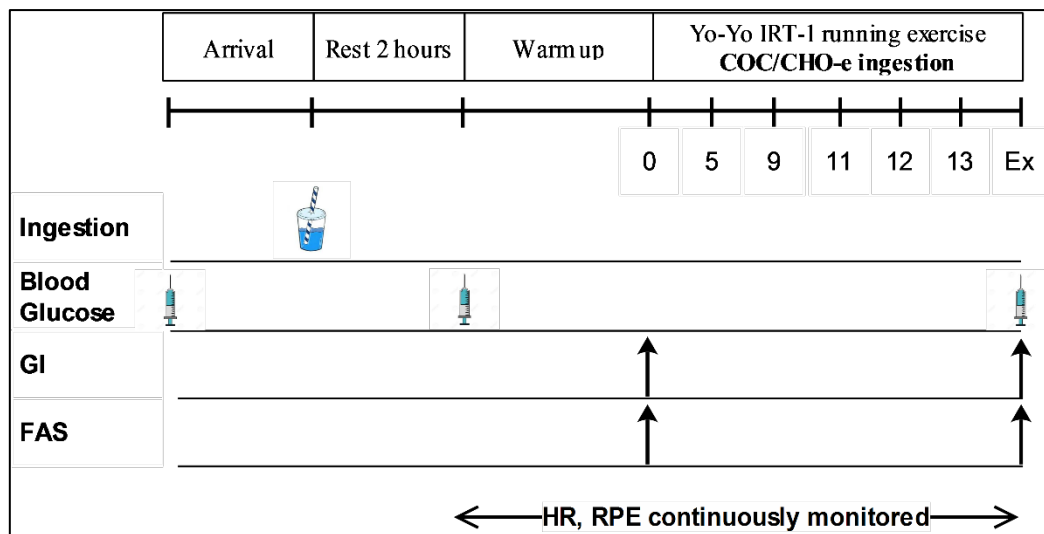 Arrival
Rest 2 hours
Warm up
Yo-Yo IRT-1 running exercise
COC/CHO-e ingestion
0
5
9
11
12
13
Ex
Ingestion
Blood
Glucose
GI
FAS
HR, RPE continuously monitored